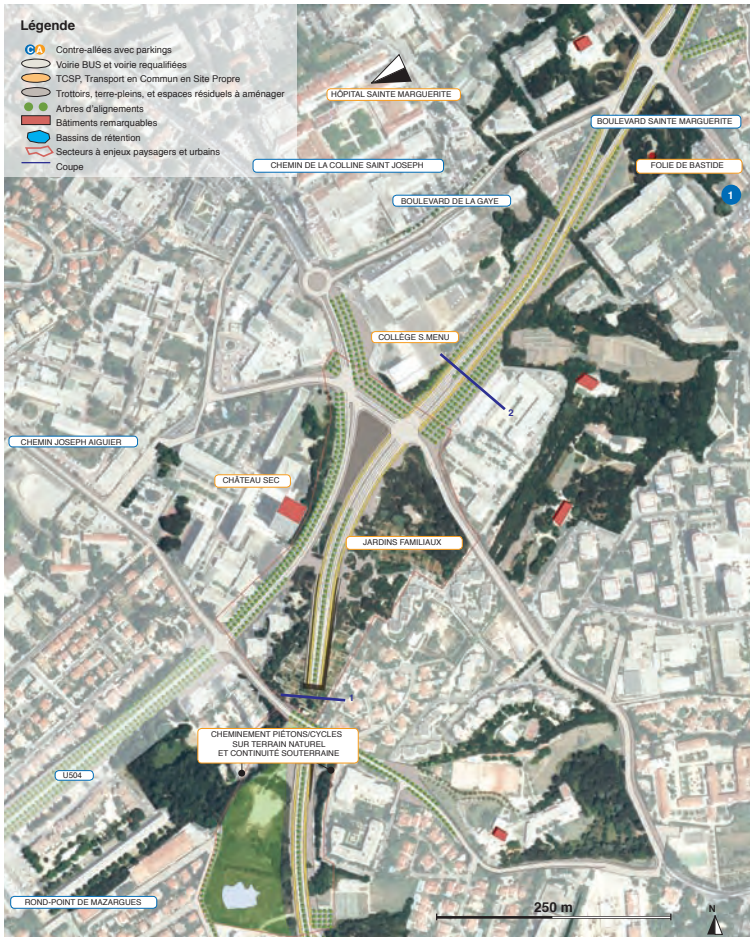 Légende
C A Contre-allées avec parkings
Voirie BUS et voirie requalifiées
TCSP, Transport en Commun en Site Propre
Trottoirs, terre-pleins, et espaces résiduels à aménager
Arbres d'alignements
Bâtiments remarquables
Bassins de rétention
Secteurs à enjeux paysagers et urbains
Coupe
HÔPITAL SAINTE MARGUERITE
BOULEVARD SAINTE MARGUERITE
CHEMIN DE LA COLLINE SAINT JOSEPH
FOLIE DE BASTIDE
1
BOULEVARD DE LA GAYE
COLLÈGE S.MENU
2
CHEMIN JOSEPH AIGUIER
CHÂTEAU SEC
JARDINS FAMILIAUX
1
CHEMINEMENT PIÉTONS/CYCLES
SUR TERRAIN NATUREL
ET CONTINUITÉ SOUTERRAINE
U504
ROND-POINT DE MAZARGUES
250 m
N